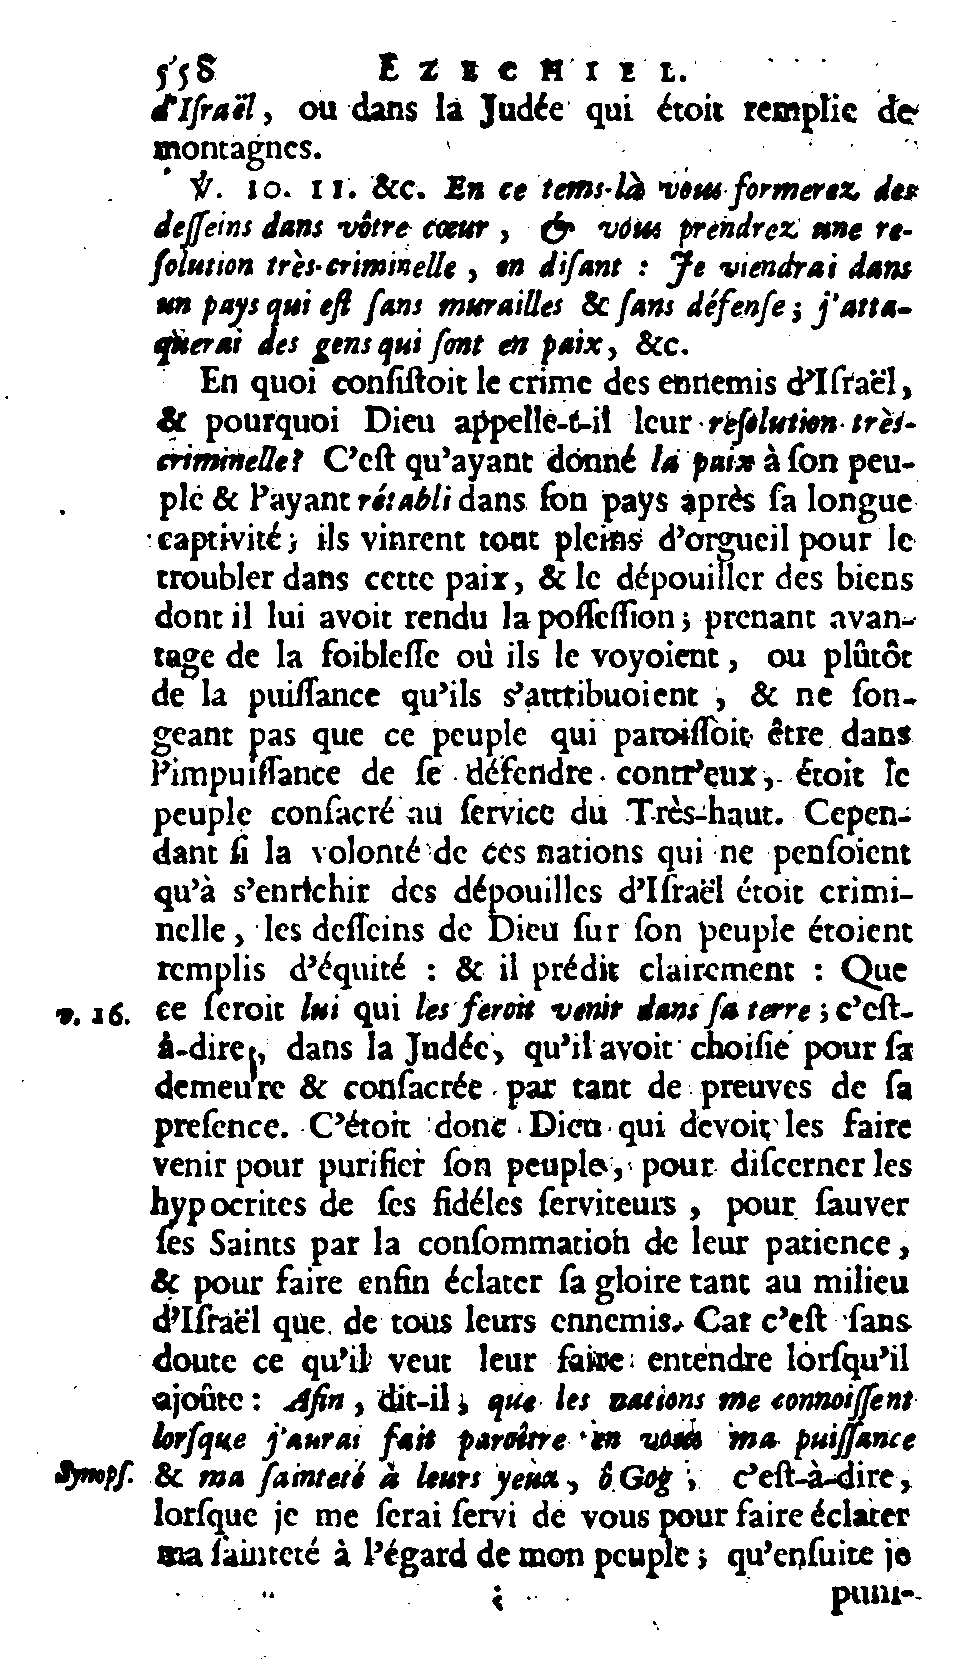 558 EZECHIEL.
d'Iſraël, ou dans la Judée qui étoit remplie de
montagnes.
℣. 10. 11. &c. En ce tems-là vous formerez des
deſſeins dans vôtre cœur, & vous prendrez une re-
ſolution très-criminelle, en diſant : Je viendrai dans
un pays qui eſt ſans murailles & ſans défenſe; j'atta-
querai des gens qui ſont en paix, &c.
En quoi conſiſtoit le crime des ennemis d'Iſraël,
& pourquoi Dieu appelle-t-il leur reſolution très-
criminelle? C'eſt qu'ayant donné la paix à ſon peu-
ple & l'ayant rétabli dans ſon pays après ſa longue
captivité; ils vinrent tout pleins d'orgueil pour le
troubler dans cette paix, & le dépouiller des biens
dont il lui avoit rendu la poſſeſſion; prenant avan-
tage de la foibleſſe où ils le voyoient, ou plûtôt
de la puiſſance qu'ils s'attribuoient, & ne ſon-
geant pas que ce peuple qui paroiſſoit être dans
l'impuiſſance de ſe défendre contr'eux, étoit le
peuple conſacré au ſervice du Très-haut. Cepen-
dant ſi la volonté de ces nations qui ne penſoient
qu'à s'enrichir des dépouilles d'Iſraël étoit crimi-
nelle, les deſſeins de Dieu ſur ſon peuple étoient
remplis d'équité : & il prédit clairement : Que
v. 16. ce ſeroit lui qui les feroit venir dans ſa terre; c'eſt-
à-dire, dans la Judée, qu'il avoit choiſie pour ſa
demeure & conſacrée par tant de preuves de ſa
preſence. C'étoit donc Dieu qui devoit les faire
venir pour purifier ſon peuple, pour diſcerner les
hypocrites de ſes fidéles ſerviteurs, pour ſauver
ſes Saints par la conſommation de leur patience,
& pour faire enfin éclater ſa gloire tant au milieu
d'Iſraël que de tous leurs ennemis. Car c'eſt ſans
doute ce qu'il veut leur faire entendre lorſqu'il
ajoûte : Afin, dit-il, que les nations me connoiſſent
lorſque j'aurai fait paroître en vous ma puiſſance
Synopſ. & ma ſainteté à leurs yeux, ô Gog, c'eſt-à-dire,
lorſque je me ſerai ſervi de vous pour faire éclater
ma ſainteté à l'égard de mon peuple; qu'enſuite je
puni-